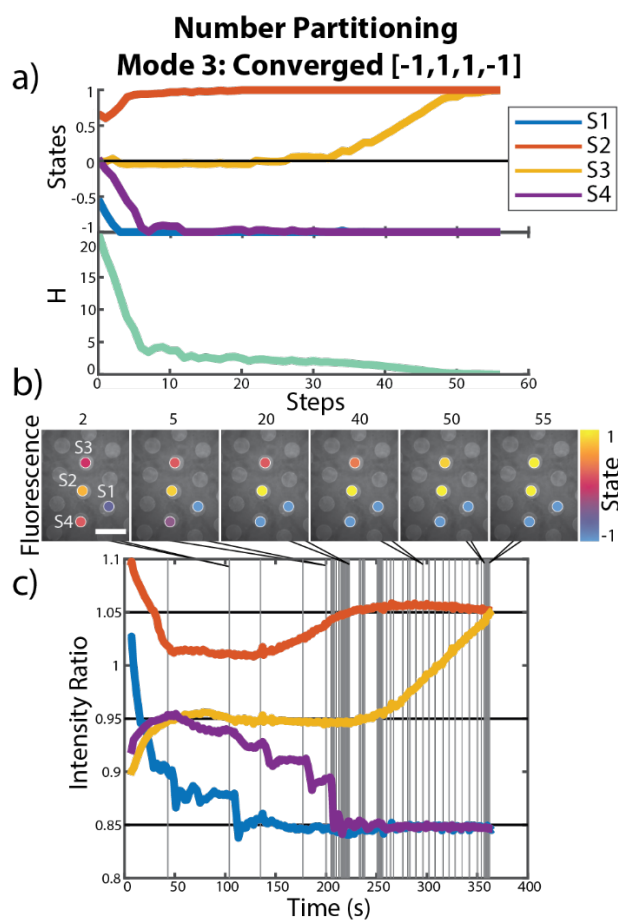 Number Partitioning
Mode 3: Converged [-1,1,1,-1]
a)
1
0.5
0
-0.5
-1
States
S1
S2
S3
S4
20
15
10
5
0
H
0 10 20 30 40 50 60
Steps
b)
2 5 20 40 50 55
Fluorescence
S3
S2 S1
S4
1
State
-1
c)
1.1
1.05
1
0.95
0.9
0.85
0.8
Intensity Ratio
0 50 100 150 200 250 300 350 400
Time (s)